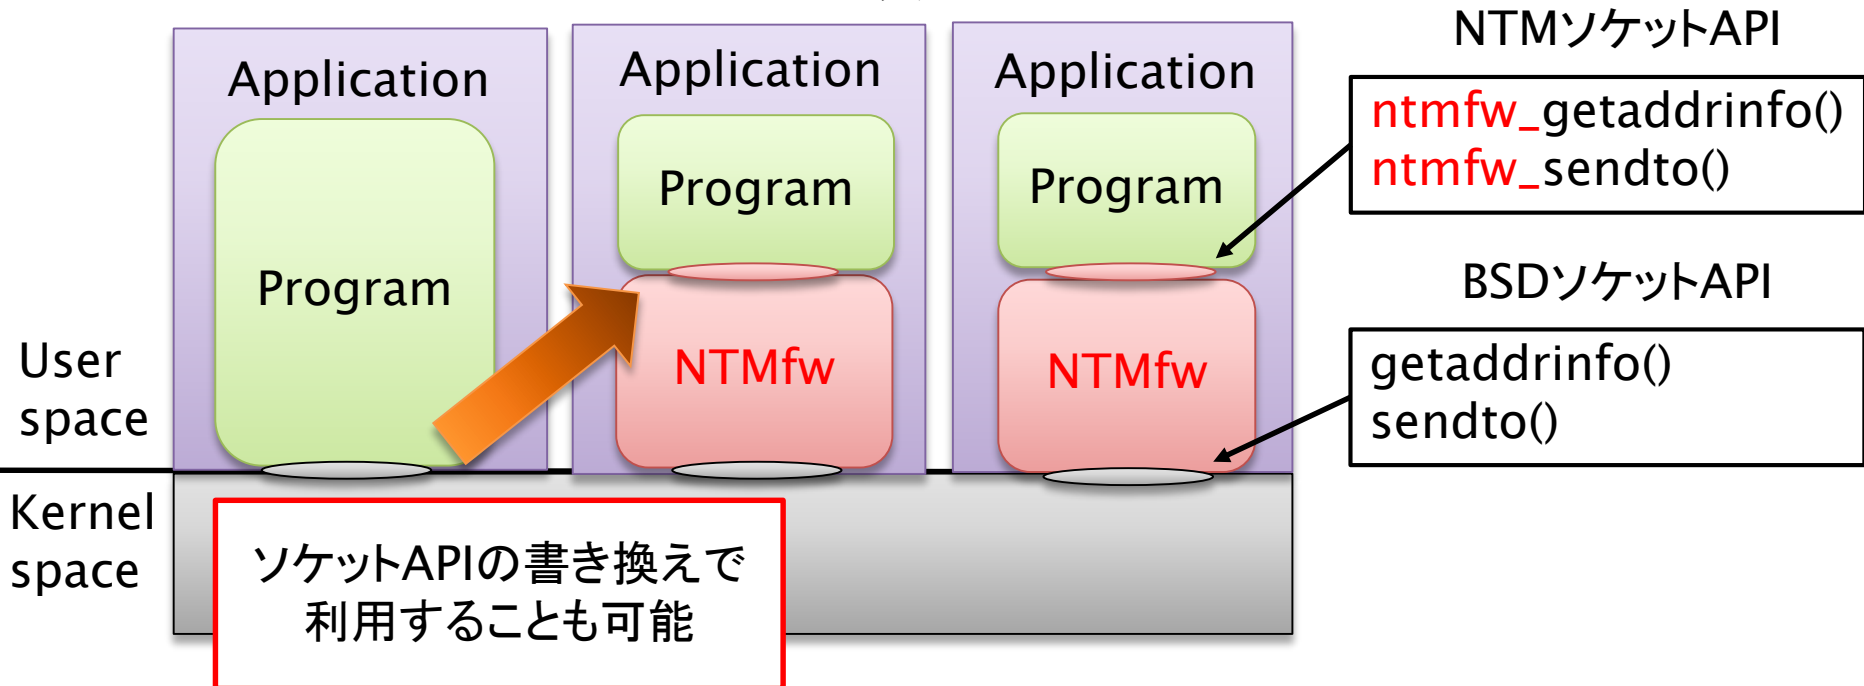 NTMソケットAPI
Application
Application
Application
ntmfw_getaddrinfo()
ntmfw_sendto()
Program
Program
Program
BSDソケットAPI
NTMfw
NTMfw
getaddrinfo()
sendto()
User
space
Kernel
space
ソケットAPIの書き換えで
利用することも可能